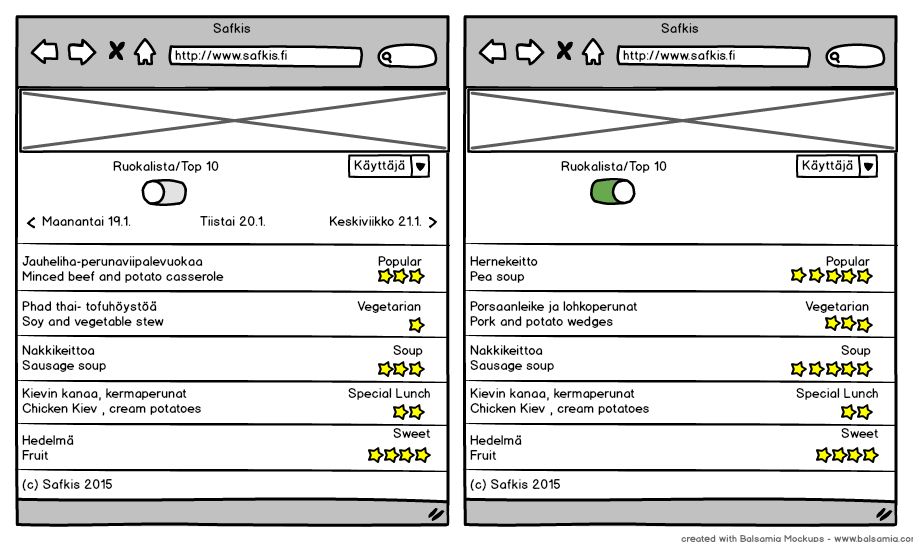 Safkis
http://www.safkis.fi
Ruokalista/Top 10
Käyttäjä
Maanantai 19.1. Tiistai 20.1. Keskiviikko 21.1.
Jauheliha-perunaviipalevuokaa Popular
Minced beef and potato casserole
Phad thai- tofuhöystöä Vegetarian
Soy and vegetable stew
Nakkikeittoa Soup
Sausage soup
Kievin kanaa, kermaperunat Special Lunch
Chicken Kiev , cream potatoes
Sweet
Hedelmä
Fruit
(c) Safkis 2015
Safkis
http://www.safkis.fi
Ruokalista/Top 10
Käyttäjä
Hernekeitto Popular
Pea soup
Porsaanleike ja lohkoperunat Vegetarian
Pork and potato wedges
Nakkikeittoa Soup
Sausage soup
Kievin kanaa, kermaperunat Special Lunch
Chicken Kiev , cream potatoes
Sweet
Hedelmä
Fruit
(c) Safkis 2015
created with Balsamiq Mockups - www.balsamiq.com